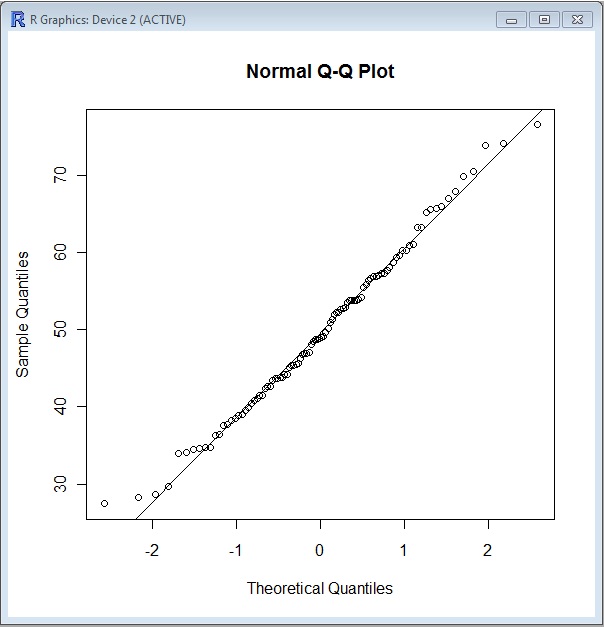 R R Graphics: Device 2 (ACTIVE)
Normal Q-Q Plot
Sample Quantiles
70
60
50
40
30
-2 -1 0 1 2
Theoretical Quantiles